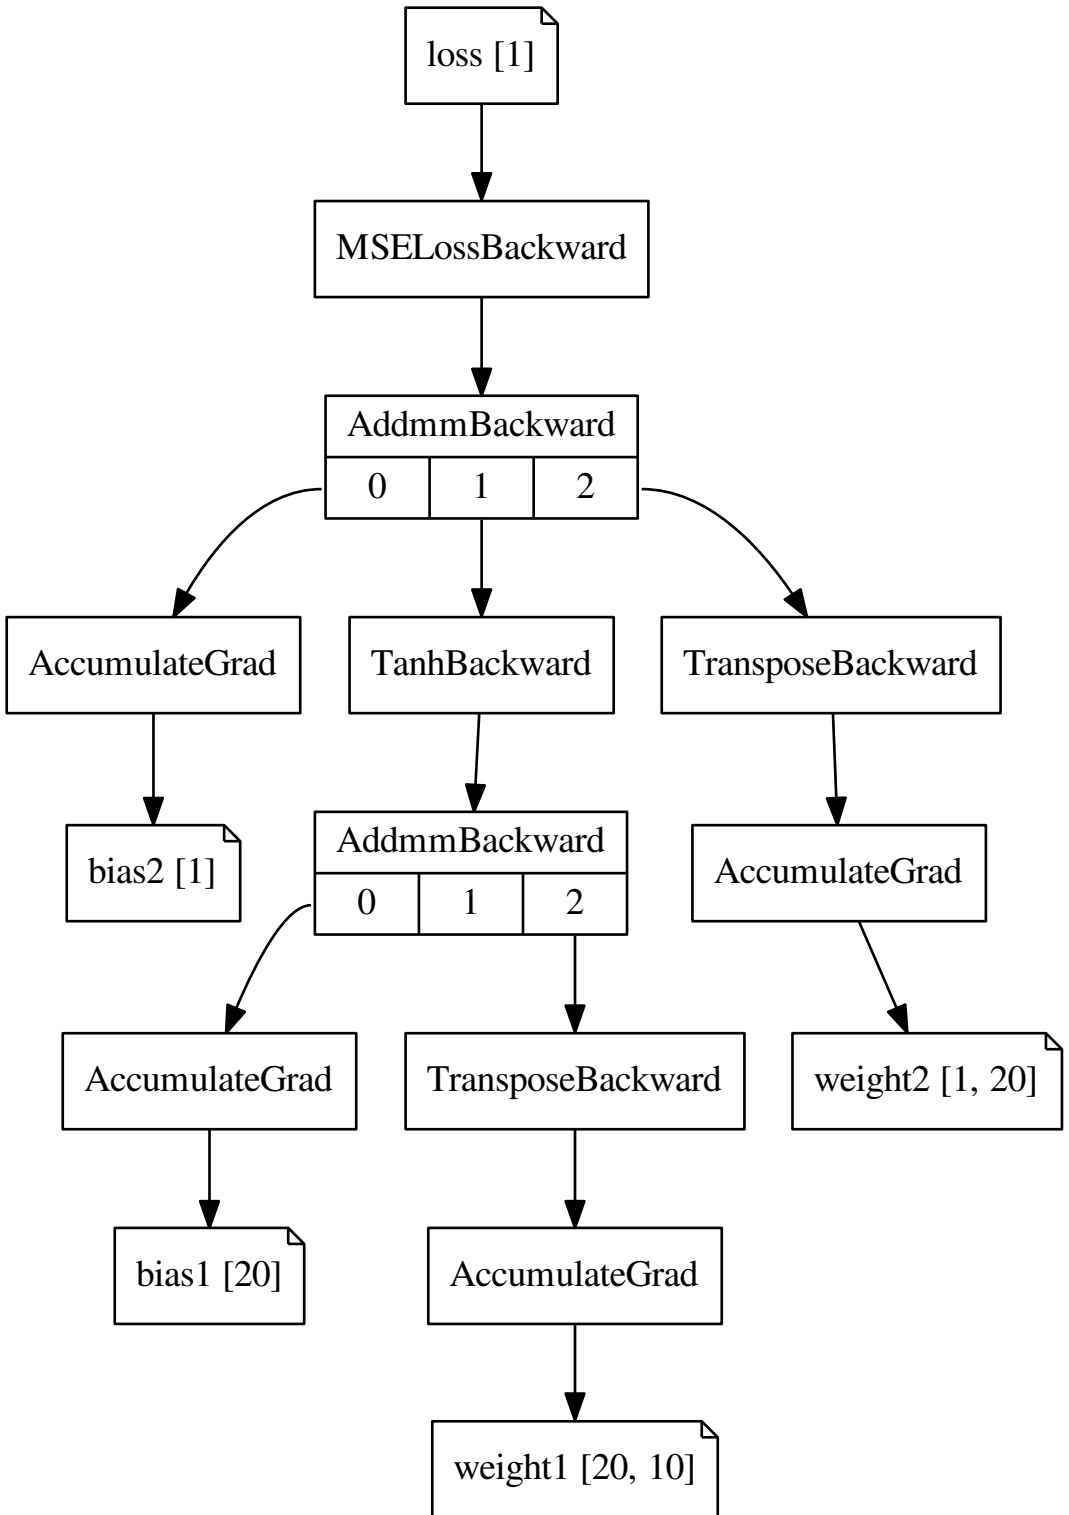 loss [1]
MSELossBackward
AddmmBackward
0 1 2
AccumulateGrad TanhBackward TransposeBackward
bias2 [1] AddmmBackward AccumulateGrad
0 1 2
AccumulateGrad TransposeBackward weight2 [1, 20]
bias1 [20] AccumulateGrad
weight1 [20, 10]